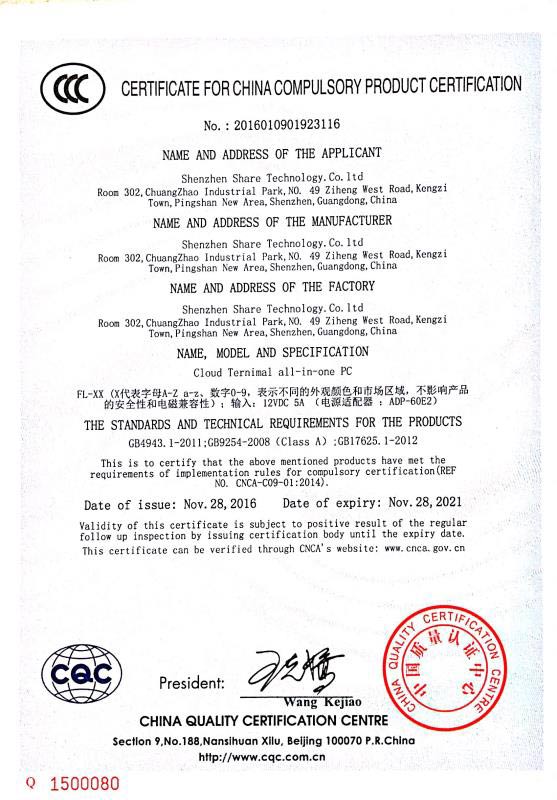 CCC
CERTIFICATE FOR CHINA COMPULSORY PRODUCT CERTIFICATION
No. : 2016010901923116
NAME AND ADDRESS OF THE APPLICANT
Shenzhen Share Technology.Co.ltd
Room 302,ChuangZhao Industrial Park,NO. 49 Ziheng West Road,Kengzi
Town,Pingshan New Area,Shenzhen,Guangdong,China
NAME AND ADDRESS OF THE MANUFACTURER
Shenzhen Share Technology.Co.ltd
Room 302,ChuangZhao Industrial Park,NO. 49 Ziheng West Road,Kengzi
Town,Pingshan New Area,Shenzhen,Guangdong,China
NAME AND ADDRESS OF THE FACTORY
Shenzhen Share Technology.Co.ltd
Room 302,ChuangZhao Industrial Park,NO. 49 Ziheng West Road,Kengzi
Town,Pingshan New Area,Shenzhen,Guangdong,China
NAME, MODEL AND SPECIFICATION
Cloud Ternimal all-in-one PC
FL-XX (X代表字母A-Z a-z、数字0-9，表示不同的外观颜色和市场区域，不影响产品
的安全性和电磁兼容性)；输入：12VDC 5A （电源适配器 ：ADP-60E2）
THE STANDARDS AND TECHNICAL REQUIREMENTS FOR THE PRODUCTS
GB4943.1-2011;GB9254-2008 (Class A) ;GB17625.1-2012
This is to certify that the above mentioned products have met the
requirements of implementation rules for compulsory certification(REF
NO. CNCA-C09-01:2014).
Date of issue: Nov.28,2016 Date of expiry: Nov.28,2021
Validity of this certificate is subject to positive result of the regular
follow up inspection by issuing certification body until the expiry date.
This certificate can be verified through CNCA's website: www.cnca.gov.cn
CQC
President:
Wang Kejiao
CHINA QUALITY CERTIFICATION CENTRE
中国质量认证中心
CHINA QUALITY CERTIFICATION CENTRE
Section 9,No.188,Nansihuan Xilu, Beijing 100070 P.R.China
http://www.cqc.com.cn
Q 1500080